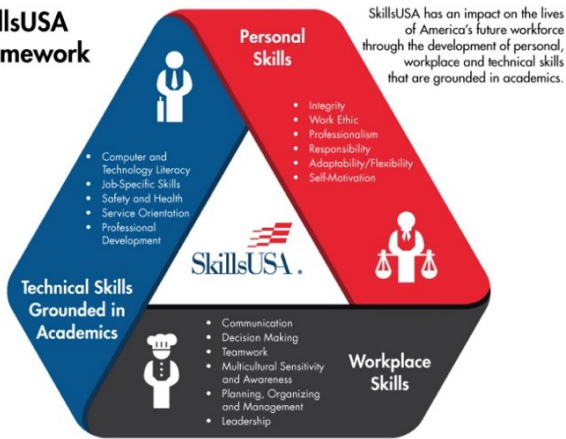 llsUSA
mework
SkillsUSA has an impact on the lives
of America's future workforce
through the development of personal,
workplace and technical skills
that are grounded in academics.
Personal
Skills
• Integrity
• Work Ethic
• Professionalism
• Responsibility
• Adaptability/Flexibility
• Self-Motivation
• Computer and
Technology Literacy
• Job-Specific Skills
• Safety and Health
• Service Orientation
• Professional
Development
Technical Skills
Grounded in
Academics
SkillsUSA.
• Communication
• Decision Making
• Teamwork
• Multicultural Sensitivity
and Awareness
• Planning, Organizing
and Management
• Leadership
Workplace
Skills